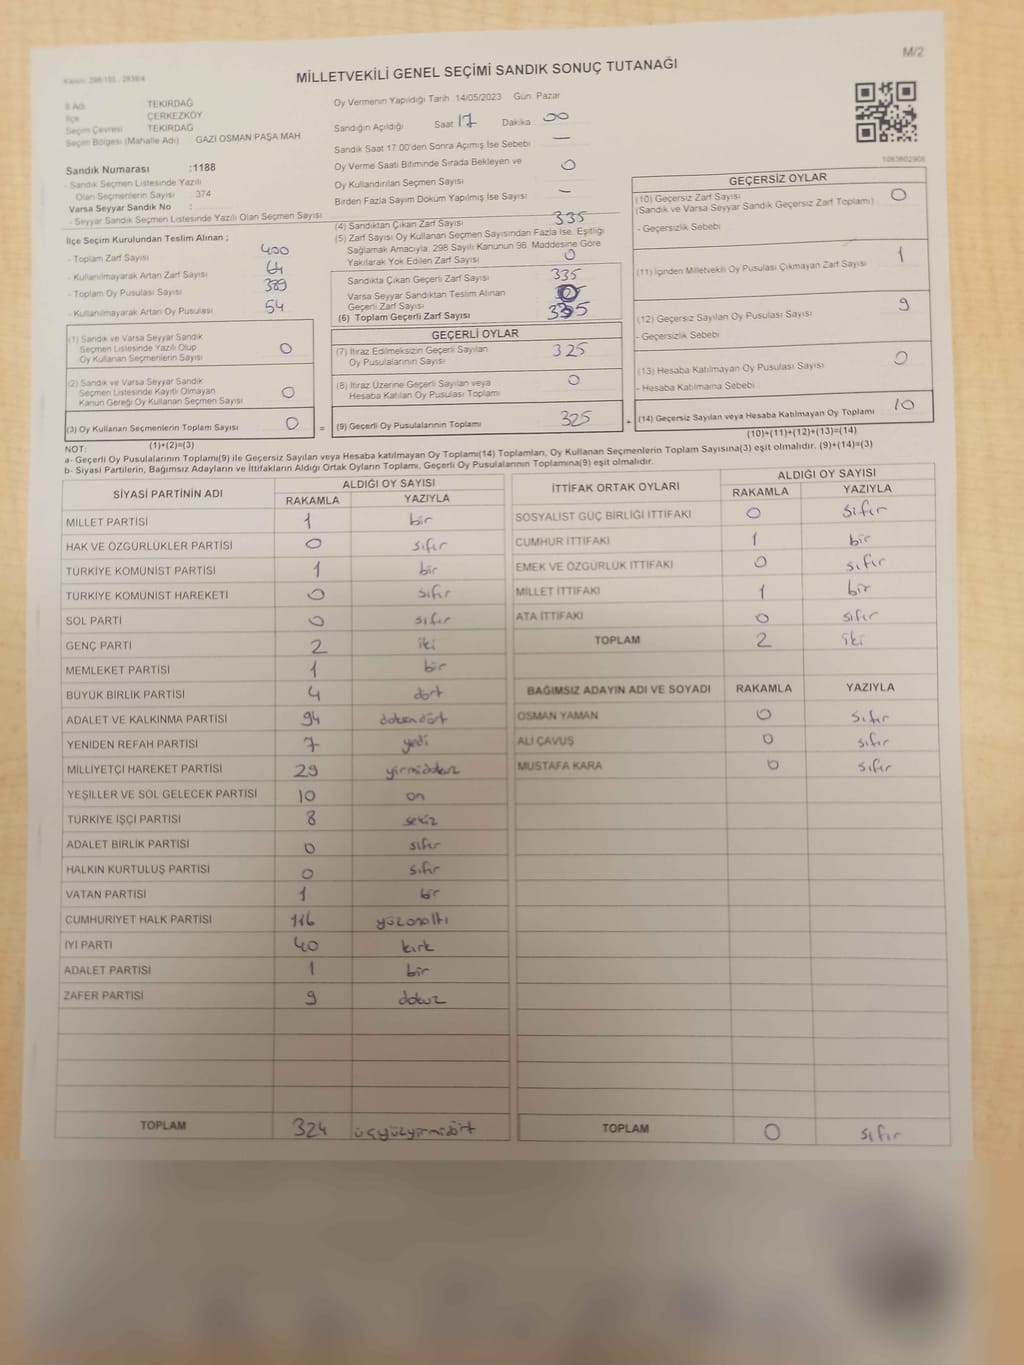 M/2
Kanun: 298/105 - 2839/4
MİLLETVEKİLİ GENEL SEÇİMİ SANDIK SONUÇ TUTANAĞI
İl Adı TEKİRDAĞ
İlçe ÇERKEZKÖY
Seçim Çevresi TEKİRDAĞ
Seçim Bölgesi (Mahalle Adı) GAZİ OSMAN PAŞA MAH
Sandık Numarası :1188
- Sandık Seçmen Listesinde Yazılı
Olan Seçmenlerin Sayısı : 374
Varsa Seyyar Sandık No :
- Seyyar Sandık Seçmen Listesinde Yazılı Olan Seçmen Sayısı
İlçe Seçim Kurulundan Teslim Alınan ;
- Toplam Zarf Sayısı 400
- Kullanılmayarak Artan Zarf Sayısı
- Toplam Oy Pusulası Sayısı 389
- Kullanılmayarak Artan Oy Pusulası 54
(1) Sandık ve Varsa Seyyar Sandık
Seçmen Listesinde Yazılı Olup
Oy Kullanan Seçmenlerin Sayısı 0
(2) Sandık ve Varsa Seyyar Sandık
Seçmen Listesinde Kayıtlı Olmayan
Kanun Gereği Oy Kullanan Seçmen Sayısı 0
(3) Oy Kullanan Seçmenlerin Toplam Sayısı 0 =
(1)+(2)=(3)
Oy Vermenin Yapıldığı Tarih :14/05/2023 Gün: Pazar
Sandığın Açıldığı Saat 17 Dakika 00
Sandık Saat 17:00'den Sonra Açımış İse Sebebi —
Oy Verme Saati Bitiminde Sırada Bekleyen ve
Oy Kullandırılan Seçmen Sayısı 0
Birden Fazla Sayım Döküm Yapılmış İse Sayısı —
(4) Sandıktan Çıkan Zarf Sayısı 335
(5) Zarf Sayısı Oy Kullanan Seçmen Sayısından Fazla İse, Eşitliği
Sağlamak Amacıyla, 298 Sayılı Kanunun 98. Maddesine Göre
Yakılarak Yok Edilen Zarf Sayısı 0
Sandıkta Çıkan Geçerli Zarf Sayısı 335
Varsa Seyyar Sandıktan Teslim Alınan
Geçerli Zarf Sayısı
(6) Toplam Geçerli Zarf Sayısı 335
GEÇERLİ OYLAR
(7) İtiraz Edilmeksizin Geçerli Sayılan
Oy Pusulalarının Sayısı 325
(8) İtiraz Üzerine Geçerli Sayılan veya
Hesaba Katılan Oy Pusulası Toplamı 0
(9) Geçerli Oy Pusulalarının Toplamı 325 +
1083802906
GEÇERSİZ OYLAR
(10) Geçersiz Zarf Sayısı 0
(Sandık ve Varsa Seyyar Sandık Geçersiz Zarf Toplamı)
- Geçersizlik Sebebi
(11) İçinden Milletvekili Oy Pusulası Çıkmayan Zarf Sayısı 1
(12) Geçersiz Sayılan Oy Pusulası Sayısı 9
- Geçersizlik Sebebi
(13) Hesaba Katılmayan Oy Pusulası Sayısı 0
- Hesaba Katılmama Sebebi
(14) Geçersiz Sayılan veya Hesaba Katılmayan Oy Toplamı 10
(10)+(11)+(12)+(13)=(14)
NOT:
a- Geçerli Oy Pusulalarının Toplamı(9) ile Geçersiz Sayılan veya Hesaba katılmayan Oy Toplamı(14) Toplamları, Oy Kullanan Seçmenlerin Toplam Sayısına(3) eşit olmalıdır. (9)+(14)=(3)
b- Siyasi Partilerin, Bağımsız Adayların ve İttifakların Aldığı Ortak Oyların Toplamı, Geçerli Oy Pusulalarının Toplamına(9) eşit olmalıdır.
SİYASİ PARTİNİN ADI ALDIĞI OY SAYISI
RAKAMLA YAZIYLA
MİLLET PARTİSİ 1 bir
HAK VE ÖZGÜRLÜKLER PARTİSİ 0 sıfır
TÜRKİYE KOMÜNİST PARTİSİ 1 bir
TÜRKİYE KOMÜNİST HAREKETİ 0 sıfır
SOL PARTİ 0 sıfır
GENÇ PARTİ 2 iki
MEMLEKET PARTİSİ 1 bir
BÜYÜK BİRLİK PARTİSİ 4 dört
ADALET VE KALKINMA PARTİSİ 94 doksandört
YENİDEN REFAH PARTİSİ 7 yedi
MİLLİYETÇİ HAREKET PARTİSİ 29 yirmidokuz
YEŞİLLER VE SOL GELECEK PARTİSİ 10 on
TÜRKİYE İŞÇİ PARTİSİ 8 sekiz
ADALET BİRLİK PARTİSİ 0 sıfır
HALKIN KURTULUŞ PARTİSİ 0 sıfır
VATAN PARTİSİ 1 bir
CUMHURİYET HALK PARTİSİ 116 yüzonaltı
İYİ PARTİ 40 kırk
ADALET PARTİSİ 1 bir
ZAFER PARTİSİ 9 dokuz
TOPLAM 324 üçyüzyirmidört
İTTİFAK ORTAK OYLARI ALDIĞI OY SAYISI
RAKAMLA YAZIYLA
SOSYALİST GÜÇ BİRLİĞİ İTTİFAKI 0 sıfır
CUMHUR İTTİFAKI 1 bir
EMEK VE ÖZGÜRLÜK İTTİFAKI 0 sıfır
MİLLET İTTİFAKI 1 bir
ATA İTTİFAKI 0 sıfır
TOPLAM 2 iki
BAĞIMSIZ ADAYIN ADI VE SOYADI RAKAMLA YAZIYLA
OSMAN YAMAN 0 sıfır
ALİ ÇAVUŞ 0 sıfır
MUSTAFA KARA 0 sıfır
TOPLAM 0 sıfır